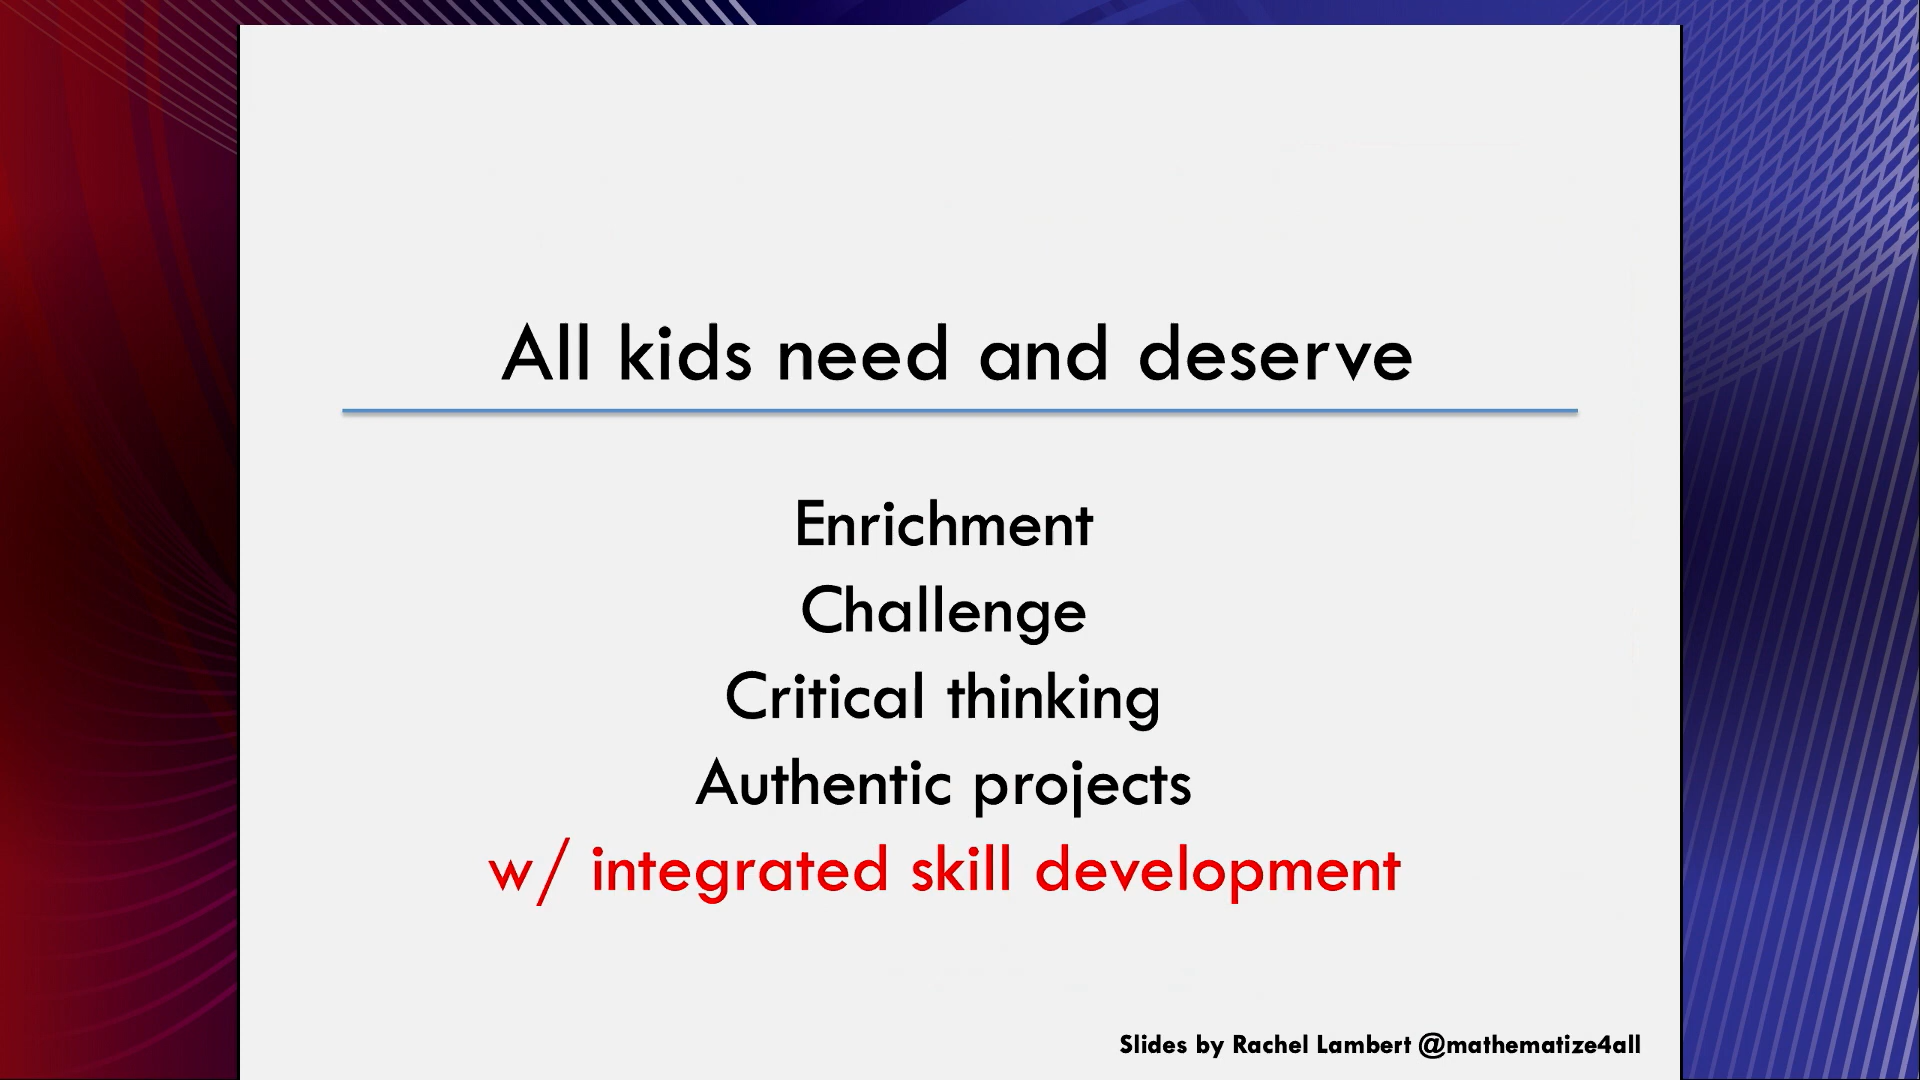 All kids need and deserve
Enrichment
Challenge
Critical thinking
Authentic projects
w/ integrated skill development
Slides by Rachel Lambert @mathematize4all